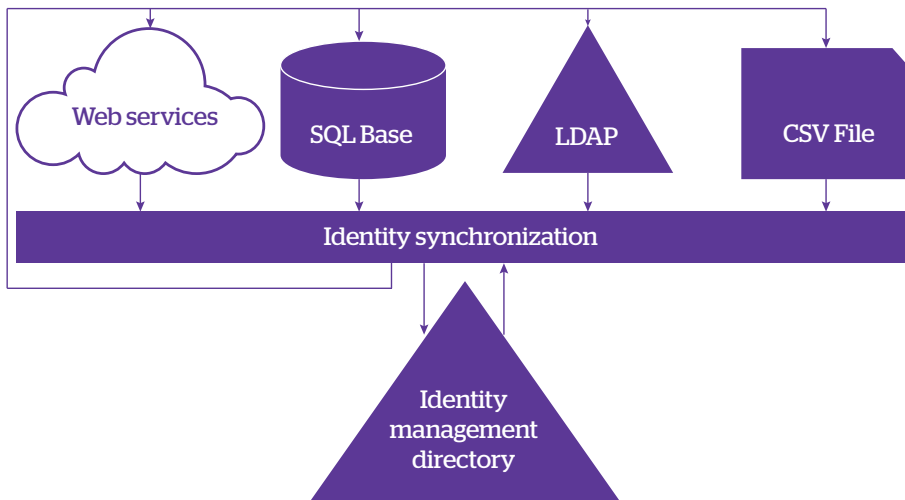 Web services
SQL Base
LDAP
CSV File
Identity synchronization
Identity
management
directory